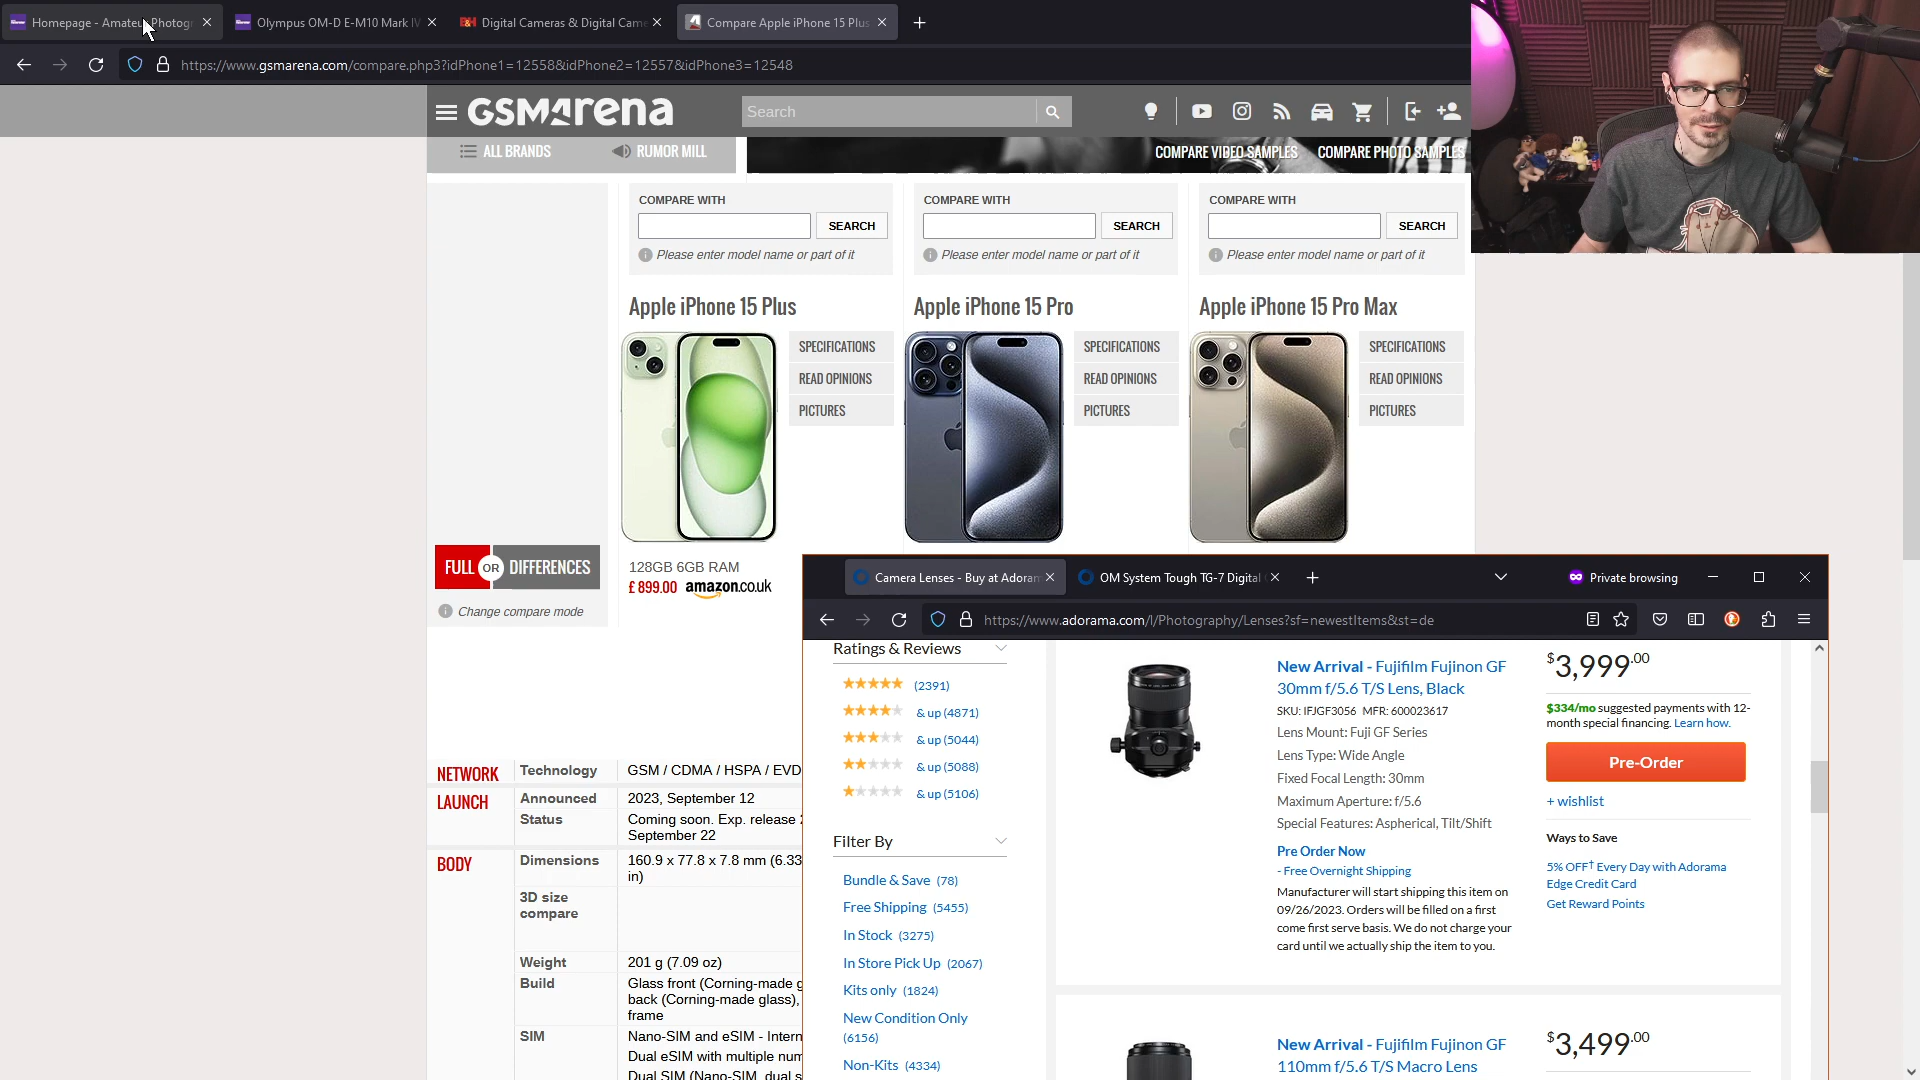 Homepage - Amateur Photogr
Olympus OM-D E-M10 Mark IV
Digital Cameras & Digital Came
Compare Apple iPhone 15 Plus
https://www.gsmarena.com/compare.php3?idPhone1=12558&idPhone2=12557&idPhone3=12548
GSMArena
Search
ALL BRANDS
RUMOR MILL
COMPARE VIDEO SAMPLES
COMPARE PHOTO SAMPLES
COMPARE WITH
SEARCH
Please enter model name or part of it
COMPARE WITH
SEARCH
Please enter model name or part of it
COMPARE WITH
SEARCH
Please enter model name or part of it
Apple iPhone 15 Plus
SPECIFICATIONS
READ OPINIONS
PICTURES
Apple iPhone 15 Pro
SPECIFICATIONS
READ OPINIONS
PICTURES
Apple iPhone 15 Pro Max
SPECIFICATIONS
READ OPINIONS
PICTURES
FULL OR DIFFERENCES
Change compare mode
128GB 6GB RAM
£ 899.00 amazon.co.uk
NETWORK Technology GSM / CDMA / HSPA / EVD
LAUNCH Announced 2023, September 12
Status Coming soon. Exp. release
September 22
BODY Dimensions 160.9 x 77.8 x 7.8 mm (6.33
in)
3D size
compare
Weight 201 g (7.09 oz)
Build Glass front (Corning-made g
back (Corning-made glass),
frame
SIM Nano-SIM and eSIM - Intern
Dual eSIM with multiple num
Dual SIM (Nano-SIM, dual s
Camera Lenses - Buy at Adoram
OM System Tough TG-7 Digital
Private browsing
https://www.adorama.com/l/Photography/Lenses?sf=newestItems&st=de
Ratings & Reviews
(2391)
& up (4871)
& up (5044)
& up (5088)
& up (5106)
Filter By
Bundle & Save (78)
Free Shipping (5455)
In Stock (3275)
In Store Pick Up (2067)
Kits only (1824)
New Condition Only
(6156)
Non-Kits (4334)
New Arrival - Fujifilm Fujinon GF
30mm f/5.6 T/S Lens, Black
SKU: IFJGF3056 MFR: 600023617
Lens Mount: Fuji GF Series
Lens Type: Wide Angle
Fixed Focal Length: 30mm
Maximum Aperture: f/5.6
Special Features: Aspherical, Tilt/Shift
Pre Order Now
- Free Overnight Shipping
Manufacturer will start shipping this item on
09/26/2023. Orders will be filled on a first
come first serve basis. We do not charge your
card until we actually ship the item to you.
$3,999.00
$334/mo suggested payments with 12-
month special financing. Learn how.
Pre-Order
+ wishlist
Ways to Save
5% OFF† Every Day with Adorama
Edge Credit Card
Get Reward Points
New Arrival - Fujifilm Fujinon GF
110mm f/5.6 T/S Macro Lens
$3,499.00